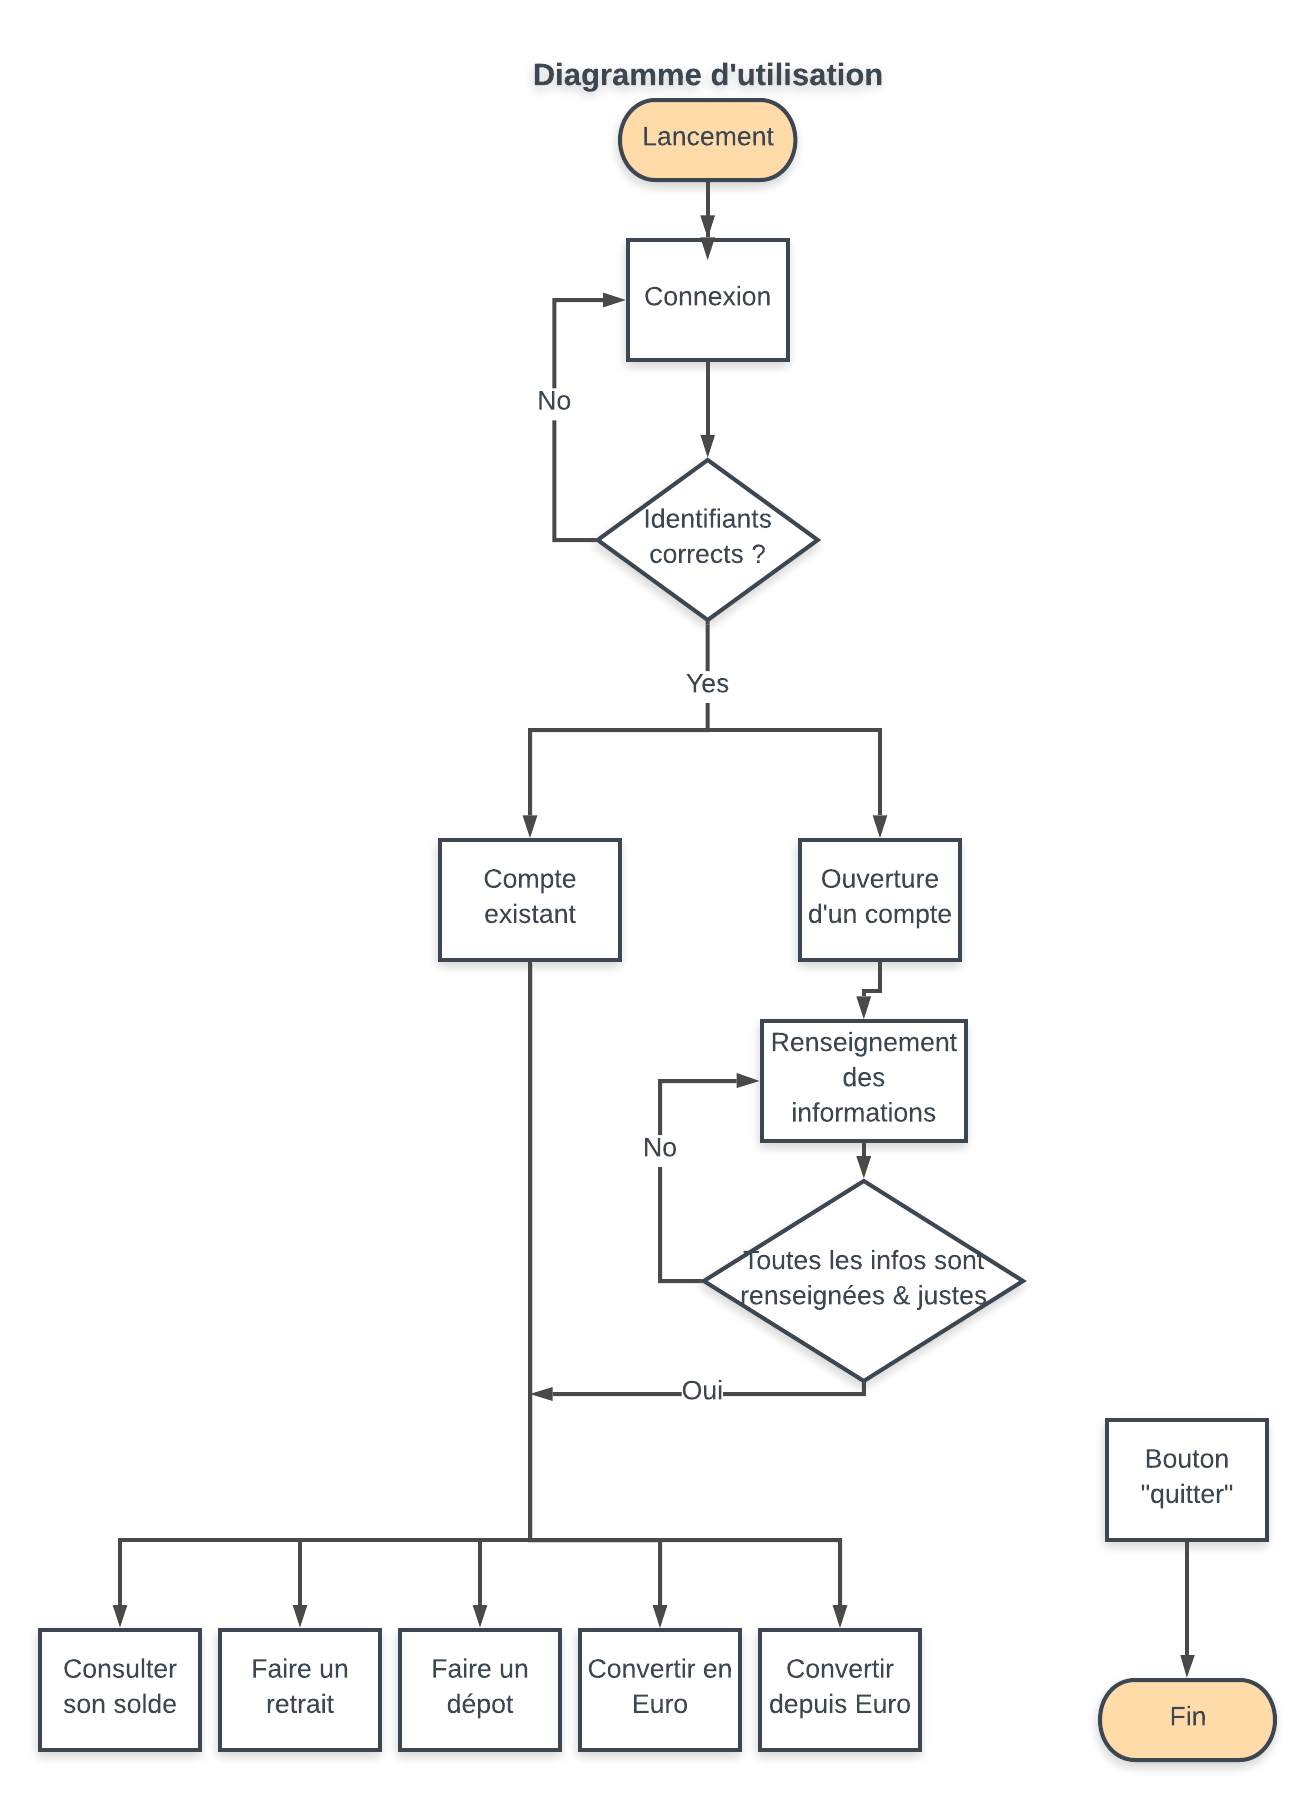 Diagramme d'utilisation
Lancement
Connexion
No
Identifiants
corrects ?
Yes
Compte
existant
Ouverture
d'un compte
Renseignement
des
informations
No
Toutes les infos sont
renseignées & justes
Oui
Bouton
"quitter"
Consulter
son solde
Faire un
retrait
Faire un
dépot
Convertir en
Euro
Convertir
depuis Euro
Fin